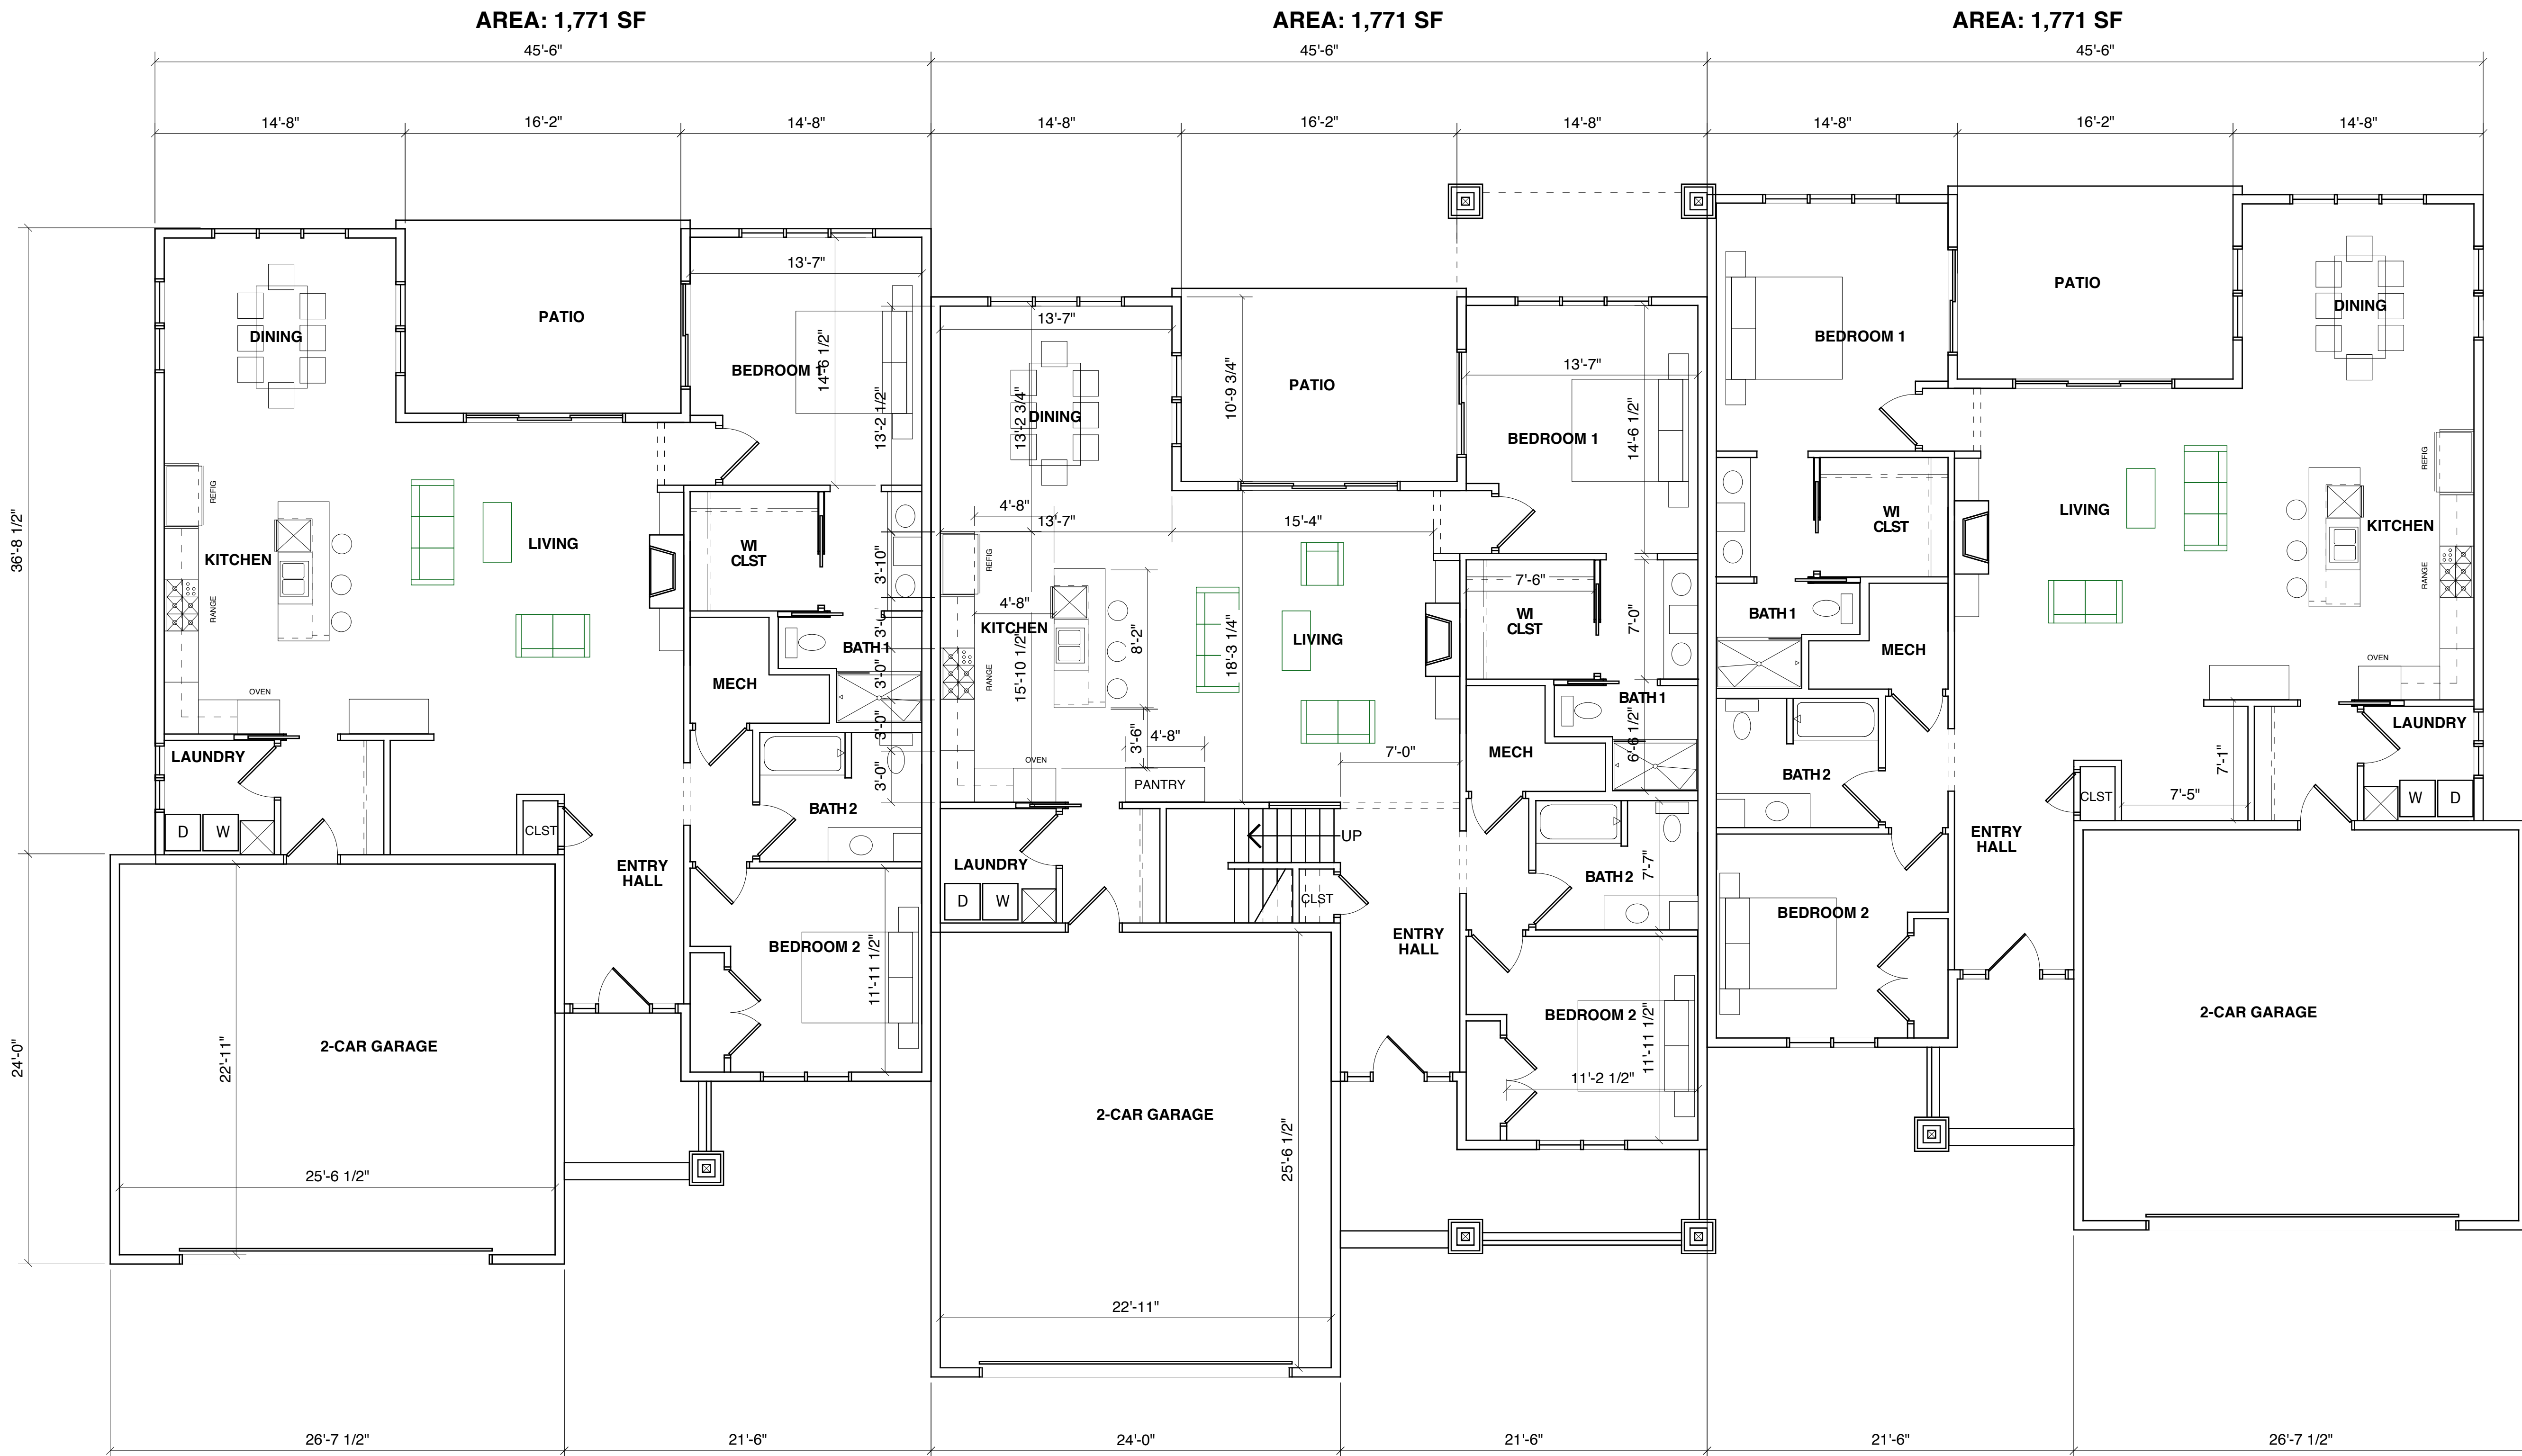 AREA: 1,771 SF
AREA: 1,771 SF
AREA: 1,771 SF
45'-6"
45'-6"
45'-6"
14'-8"
16'-2"
14'-8"
14'-8"
16'-2"
14'-8"
14'-8"
16'-2"
14'-8"
36'-8 1/2"
24'-0"
DINING
PATIO
13'-7"
BEDROOM 1
14'-6 1/2"
13'-2 1/2"
REFIG
KITCHEN
RANGE
LIVING
WI
CLST
3'-10"
BATH 1
3'-0"
3'-0"
3'-0"
MECH
OVEN
LAUNDRY
D
W
CLST
BATH 2
ENTRY
HALL
BEDROOM 2
11'-11 1/2"
2-CAR GARAGE
22'-11"
25'-6 1/2"
13'-7"
13'-2 3/4"
DINING
10'-9 3/4"
PATIO
13'-7"
BEDROOM 1
14'-6 1/2"
4'-8"
13'-7"
15'-4"
REFIG
4'-8"
KITCHEN
15'-10 1/2"
RANGE
8'-2"
18'-3 1/4"
LIVING
7'-6"
WI
CLST
7'-0"
BATH 1
6'-6 1/2"
MECH
3'-6"
4'-8"
7'-0"
OVEN
PANTRY
UP
LAUNDRY
D
W
CLST
BATH 2
7'-7"
ENTRY
HALL
BEDROOM 2
11'-11 1/2"
11'-2 1/2"
2-CAR GARAGE
25'-6 1/2"
22'-11"
BEDROOM 1
PATIO
DINING
WI
CLST
LIVING
REFIG
KITCHEN
RANGE
BATH 1
MECH
OVEN
LAUNDRY
7'-1"
BATH 2
CLST
7'-5"
W
D
ENTRY
HALL
BEDROOM 2
2-CAR GARAGE
26'-7 1/2"
21'-6"
24'-0"
21'-6"
21'-6"
26'-7 1/2"